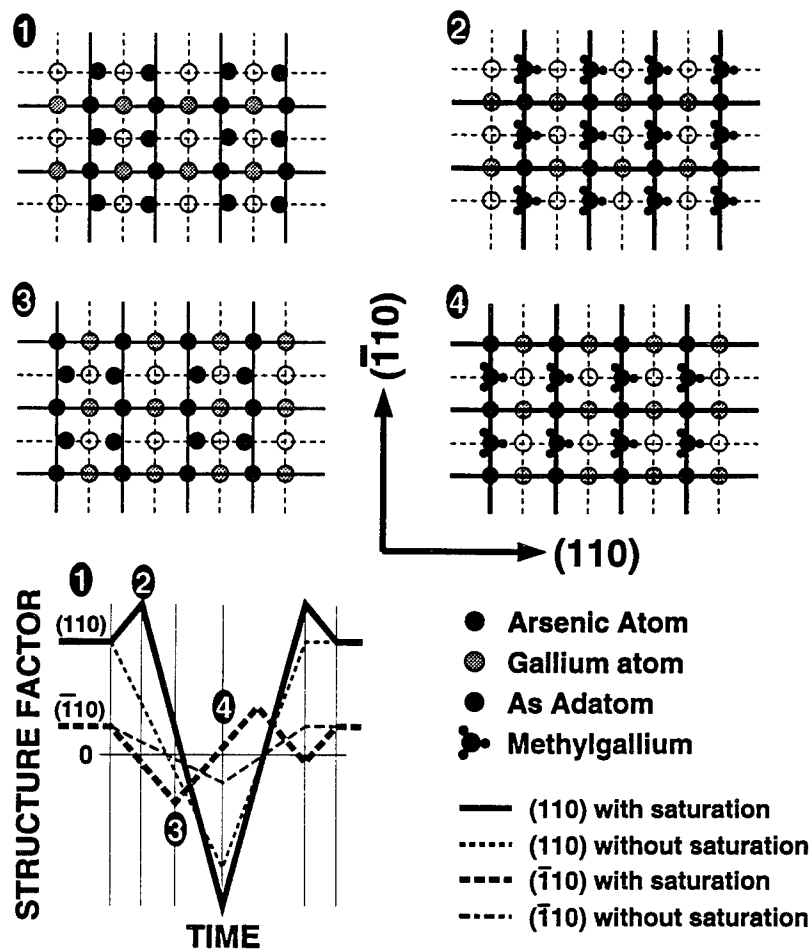 1
2
3
4
(1̄10)
(110)
1
2
(110)
(1̄10)
0
4
3
STRUCTURE FACTOR
TIME
Arsenic Atom
Gallium atom
As Adatom
Methylgallium
(110) with saturation
(110) without saturation
(1̄10) with saturation
(1̄10) without saturation